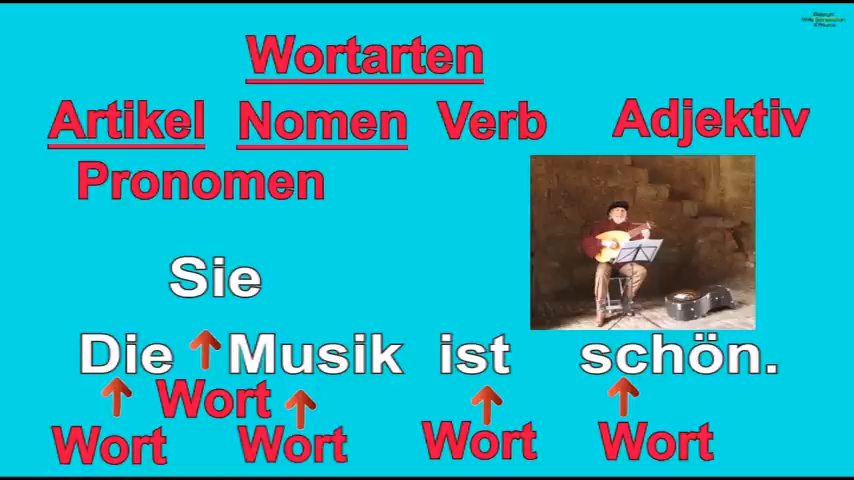 Wortarten
Artikel Nomen Verb Adjektiv
Pronomen
Sie
Die Musik ist schön.
Wort
Wort Wort Wort Wort